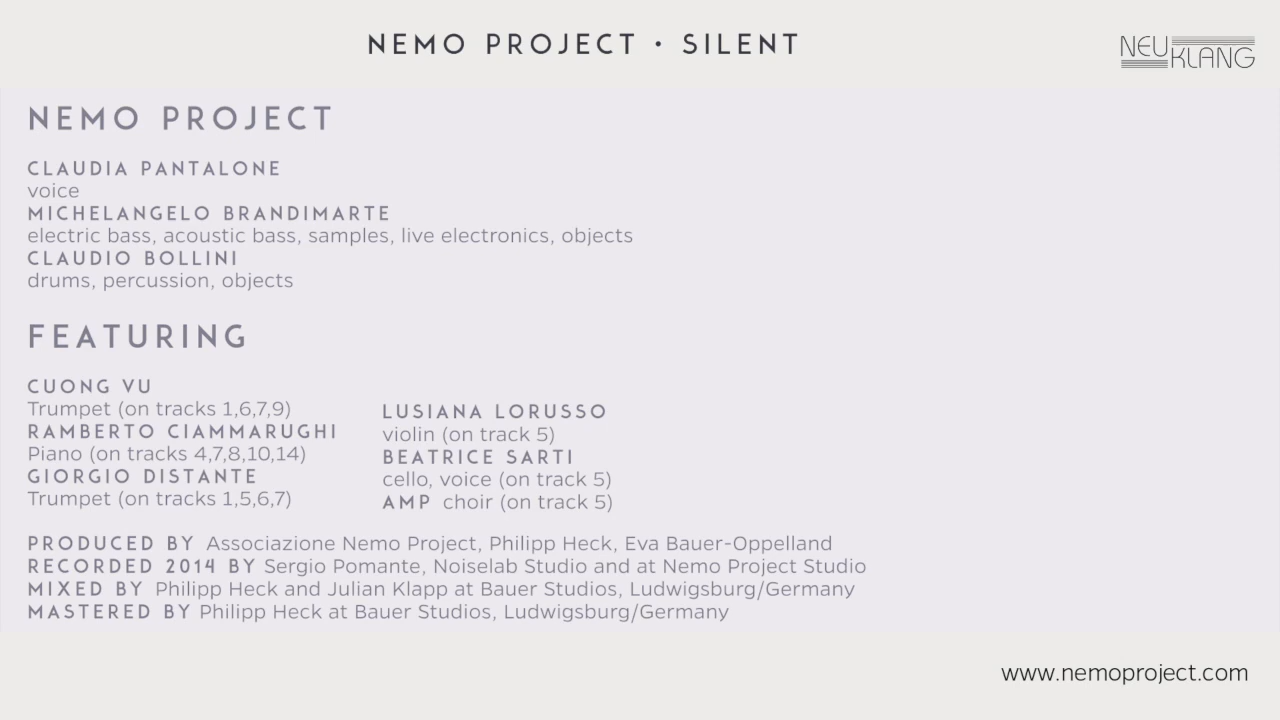 NEMO PROJECT • SILENT
NEU KLANG
NEMO PROJECT
CLAUDIA PANTALONE
voice
MICHELANGELO BRANDIMARTE
electric bass, acoustic bass, samples, live electronics, objects
CLAUDIO BOLLINI
drums, percussion, objects
FEATURING
CUONG VU
Trumpet (on tracks 1,6,7,9)
RAMBERTO CIAMMARUGHI
Piano (on tracks 4,7,8,10,14)
GIORGIO DISTANTE
Trumpet (on tracks 1,5,6,7)
LUSIANA LORUSSO
violin (on track 5)
BEATRICE SARTI
cello, voice (on track 5)
AMP choir (on track 5)
PRODUCED BY Associazione Nemo Project, Philipp Heck, Eva Bauer-Oppelland
RECORDED 2014 BY Sergio Pomante, Noiselab Studio and at Nemo Project Studio
MIXED BY Philipp Heck and Julian Klapp at Bauer Studios, Ludwigsburg/Germany
MASTERED BY Philipp Heck at Bauer Studios, Ludwigsburg/Germany
www.nemoproject.com